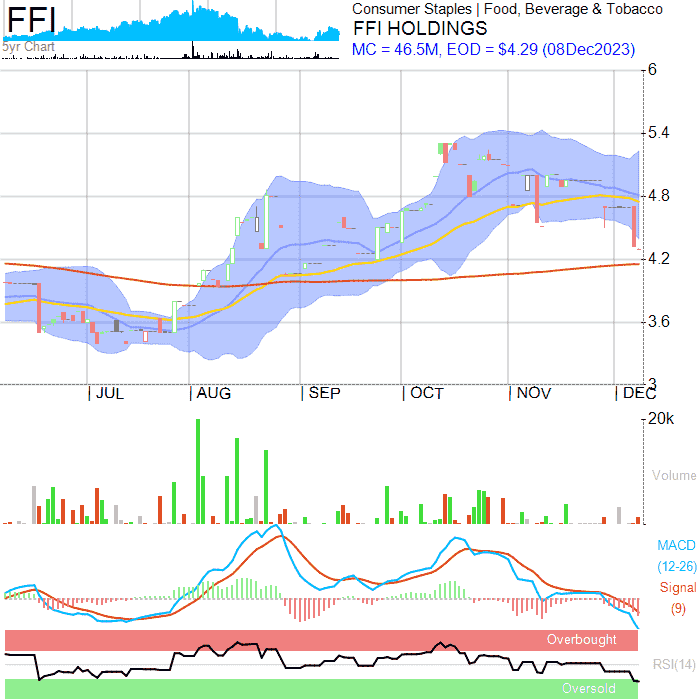 FFI
5yr Chart
Consumer Staples | Food, Beverage & Tobacco
FFI HOLDINGS
MC = 46.5M, EOD = $4.29 (08Dec2023)
6
5.4
4.8
4.2
3.6
3
| JUL | AUG | SEP | OCT | NOV | DEC
20k
Volume
MACD
(12-26)
Signal
(9)
Overbought
RSI(14)
Oversold